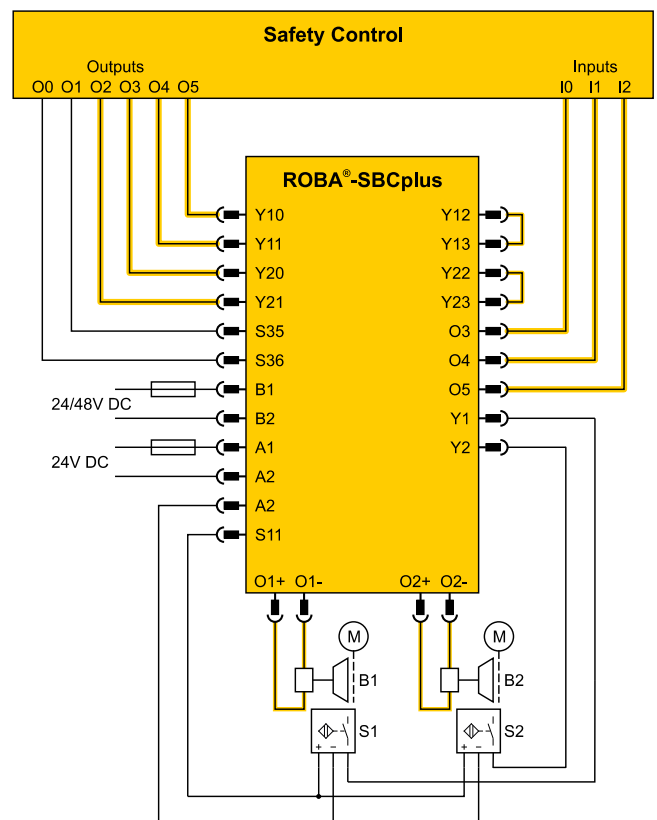 Safety Control
Outputs Inputs
O0 O1 O2 O3 O4 O5 I0 I1 I2
ROBA®-SBCplus
Y10 Y12
Y11 Y13
Y20 Y22
Y21 Y23
S35 O3
S36 O4
B1 O5
24/48V DC
B2 Y1
A1 Y2
24V DC
A2
A2
S11
O1+ O1- O2+ O2-
M M
B1 B2
S1 S2
+ – + –